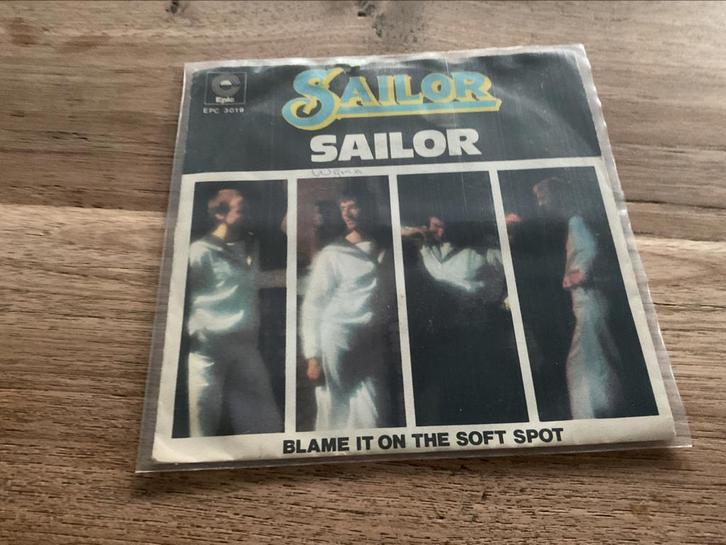 SAILOR
Epic
EPC 3019
SAILOR
BLAME IT ON THE SOFT SPOT